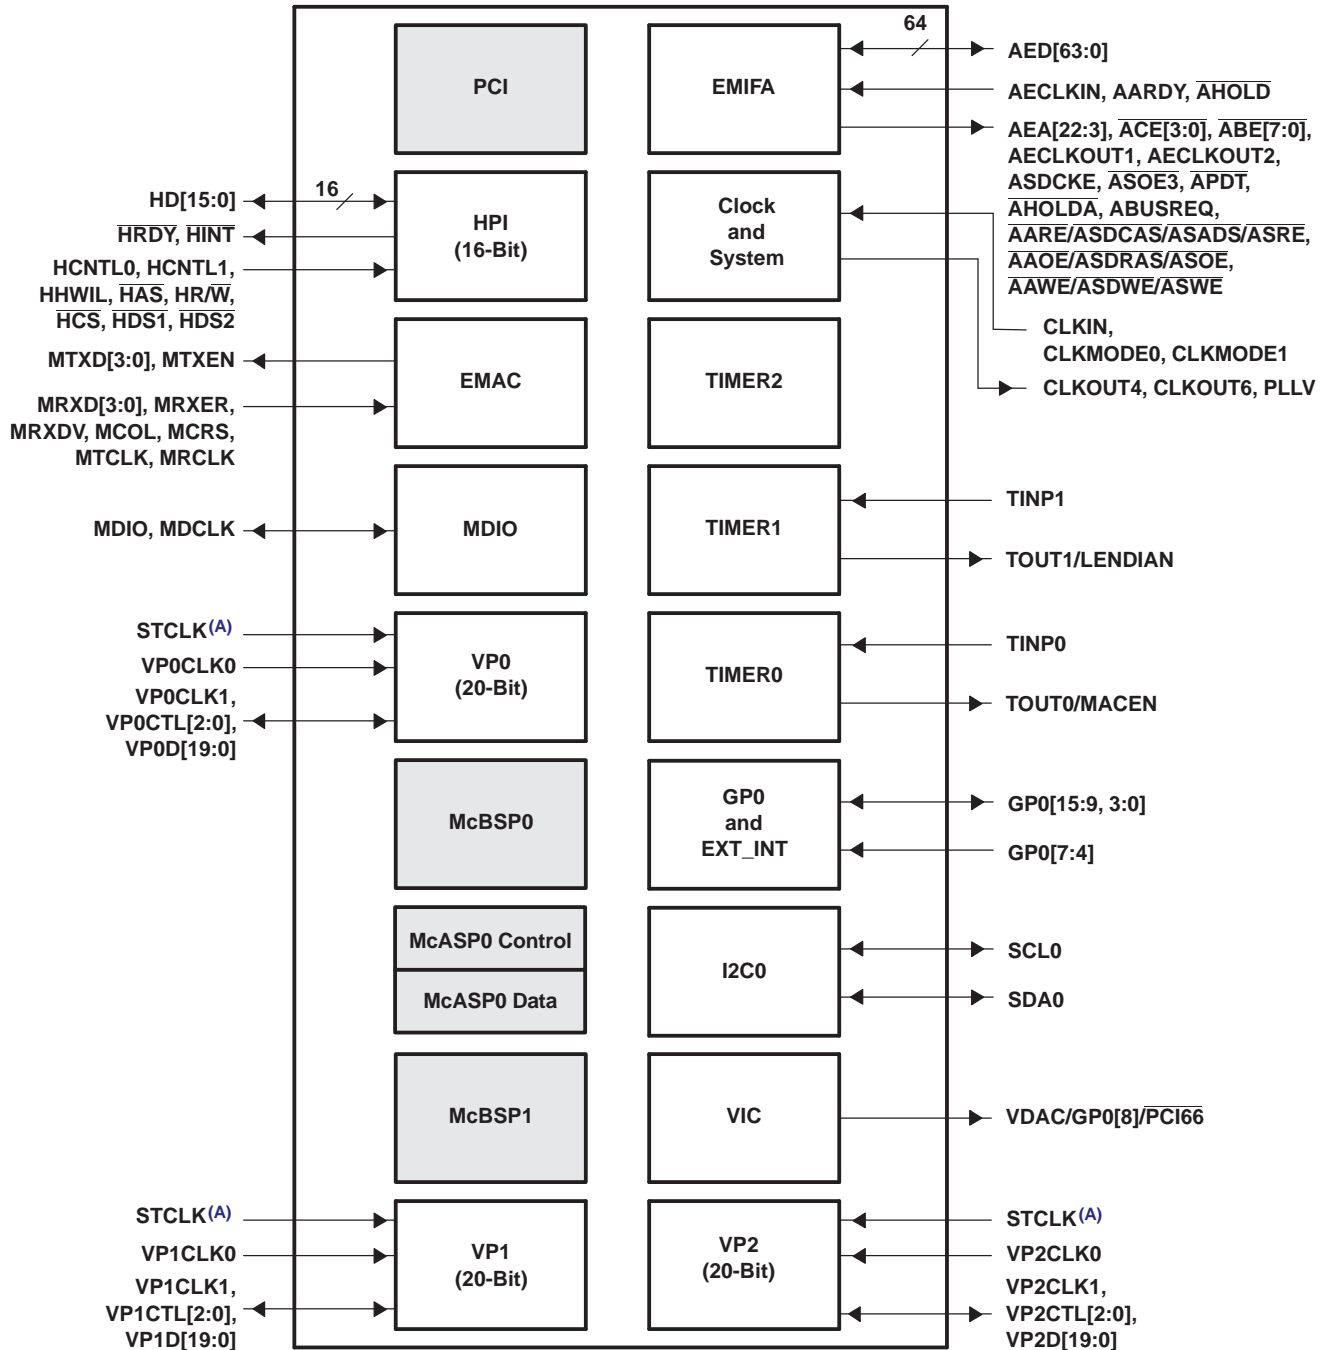 64
PCI
EMIFA
AED[63:0]
AECLKIN, AARDY, AHOLD
AEA[22:3], ACE[3:0], ABE[7:0],
AECLKOUT1, AECLKOUT2,
ASDCKE, ASOE3, APDT,
AHOLDA, ABUSREQ,
AARE/ASDCAS/ASADS/ASRE,
AAOE/ASDRAS/ASOE,
AAWE/ASDWE/ASWE
HD[15:0]
16
HRDY, HINT
HCNTL0, HCNTL1,
HHWIL, HAS, HR/W,
HCS, HDS1, HDS2
HPI
(16-Bit)
Clock
and
System
CLKIN,
CLKMODE0, CLKMODE1
CLKOUT4, CLKOUT6, PLLV
MTXD[3:0], MTXEN
MRXD[3:0], MRXER,
MRXDV, MCOL, MCRS,
MTCLK, MRCLK
EMAC
TIMER2
MDIO, MDCLK
MDIO
TIMER1
TINP1
TOUT1/LENDIAN
STCLK(A)
VP0CLK0
VP0CLK1,
VP0CTL[2:0],
VP0D[19:0]
VP0
(20-Bit)
TIMER0
TINP0
TOUT0/MACEN
McBSP0
GP0
and
EXT_INT
GP0[15:9, 3:0]
GP0[7:4]
McASP0 Control
McASP0 Data
I2C0
SCL0
SDA0
McBSP1
VIC
VDAC/GP0[8]/PCI66
STCLK(A)
VP1CLK0
VP1CLK1,
VP1CTL[2:0],
VP1D[19:0]
VP1
(20-Bit)
VP2
(20-Bit)
STCLK(A)
VP2CLK0
VP2CLK1,
VP2CTL[2:0],
VP2D[19:0]